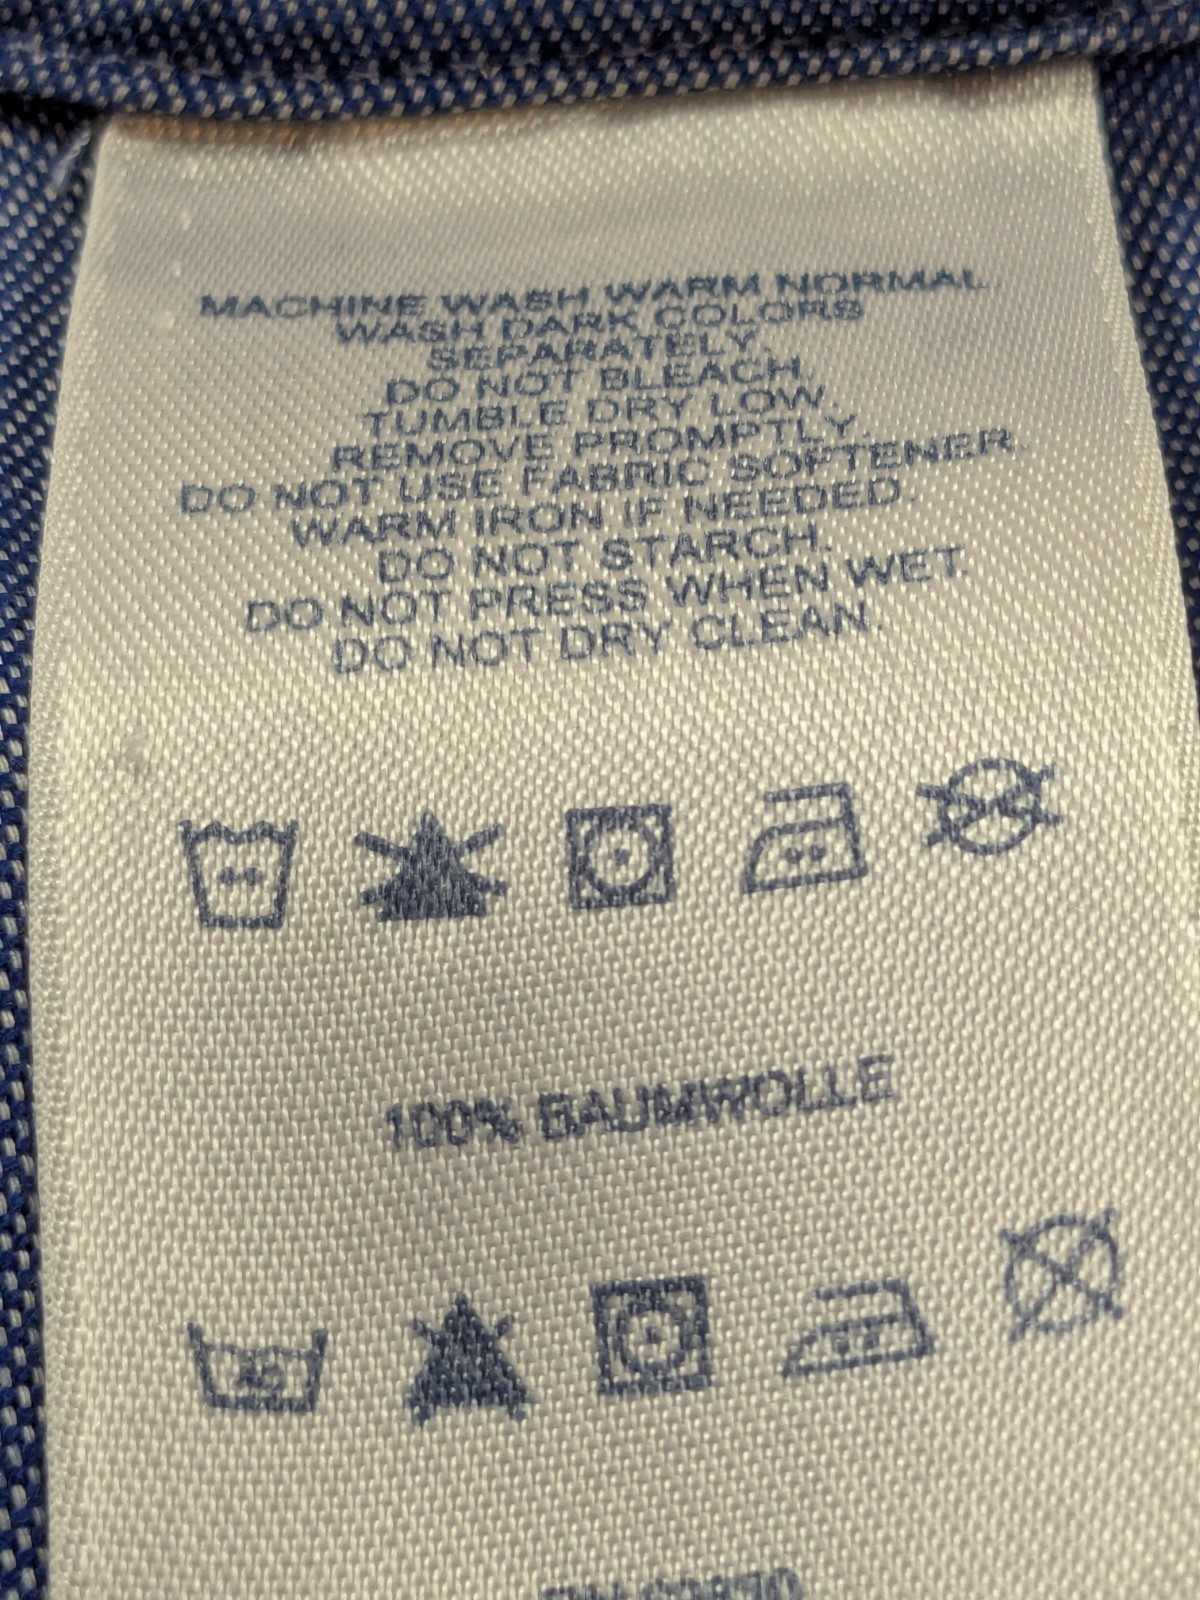 MACHINE WASH WARM NORMAL.
WASH DARK COLORS
SEPARATELY.
DO NOT BLEACH.
TUMBLE DRY LOW.
REMOVE PROMPTLY.
DO NOT USE FABRIC SOFTENER.
WARM IRON IF NEEDED.
DO NOT STARCH.
DO NOT PRESS WHEN WET.
DO NOT DRY CLEAN.
100% BAUMWOLLE
40